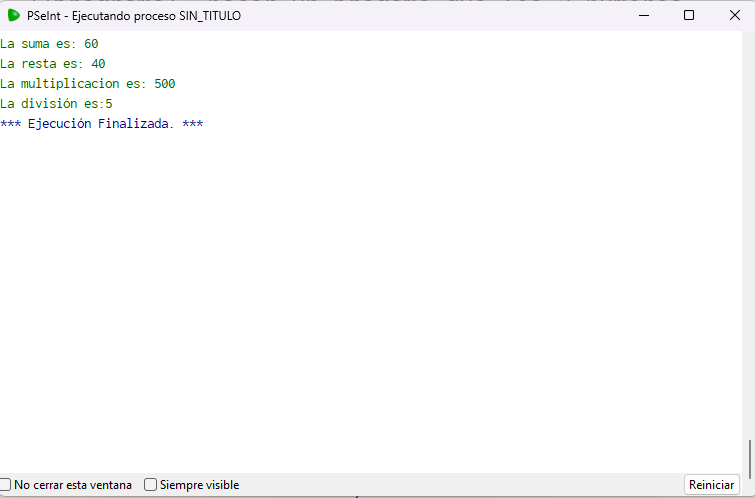 PSeInt - Ejecutando proceso SIN_TITULO
La suma es: 60
La resta es: 40
La multiplicacion es: 500
La división es:5
*** Ejecución Finalizada. ***
No cerrar esta ventana Siempre visible Reiniciar